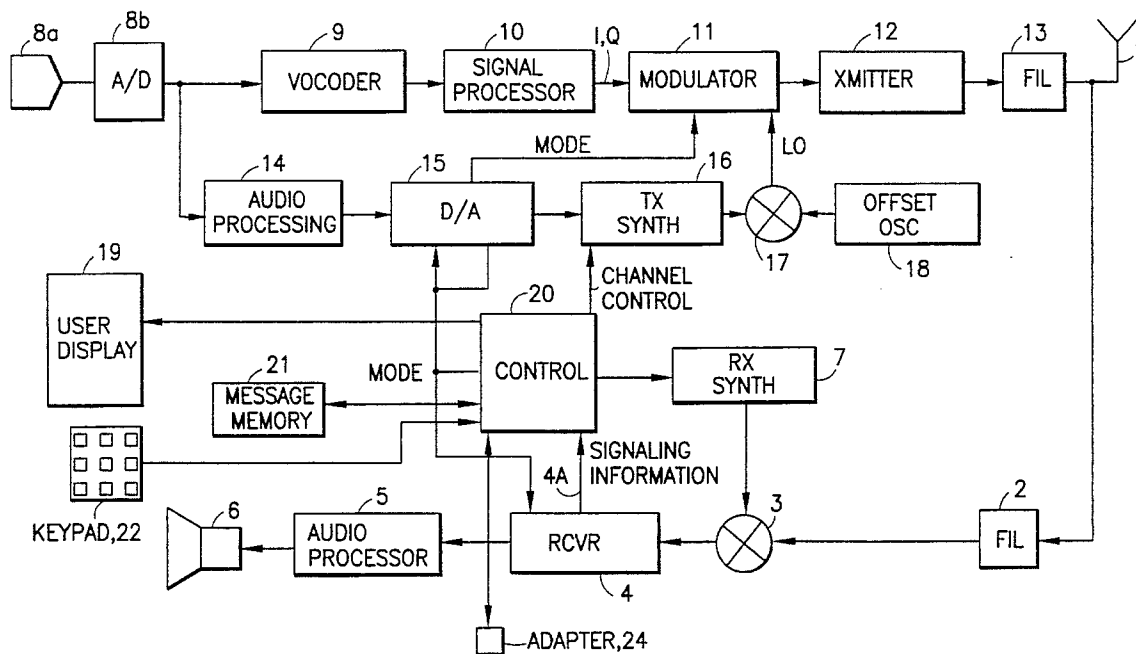 8a
8b
A/D
9
VOCODER
10
SIGNAL
PROCESSOR
I,Q
11
MODULATOR
12
XMITTER
13
FIL
14
AUDIO
PROCESSING
15
D/A
MODE
16
TX
SYNTH
LO
17
OFFSET
OSC
18
19
USER
DISPLAY
20
CONTROL
CHANNEL
CONTROL
21
MESSAGE
MEMORY
MODE
RX
SYNTH
7
KEYPAD,22
SIGNALING
INFORMATION
4A
6
5
AUDIO
PROCESSOR
RCVR
4
3
2
FIL
ADAPTER,24